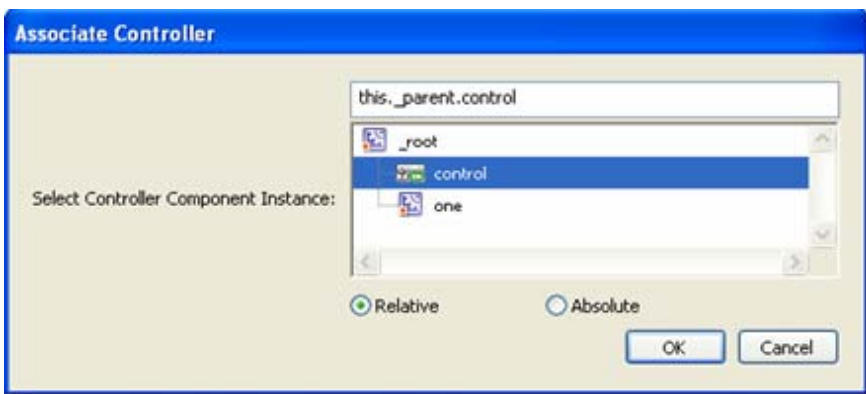 Associate Controller
this._parent.control
_root
control
Select Controller Component Instance:
one
Relative
Absolute
OK
Cancel